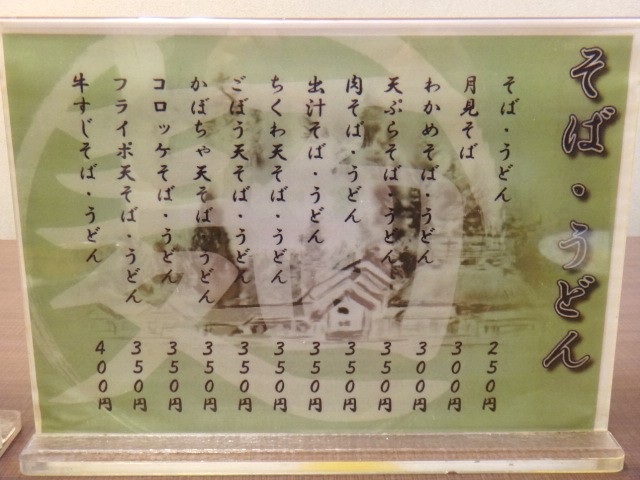 そば・うどん
そば・うどん 250円
月見そば 300円
わかめそば・うどん 300円
天ぷらそば・うどん 350円
肉そば・うどん 350円
出汁そば・うどん 350円
ちくわ天そば・うどん 350円
ごぼう天そば・うどん 350円
かぼちゃ天そば・うどん 350円
コロッケそば・うどん 350円
フライポ天そば・うどん 350円
牛すじそば・うどん 400円